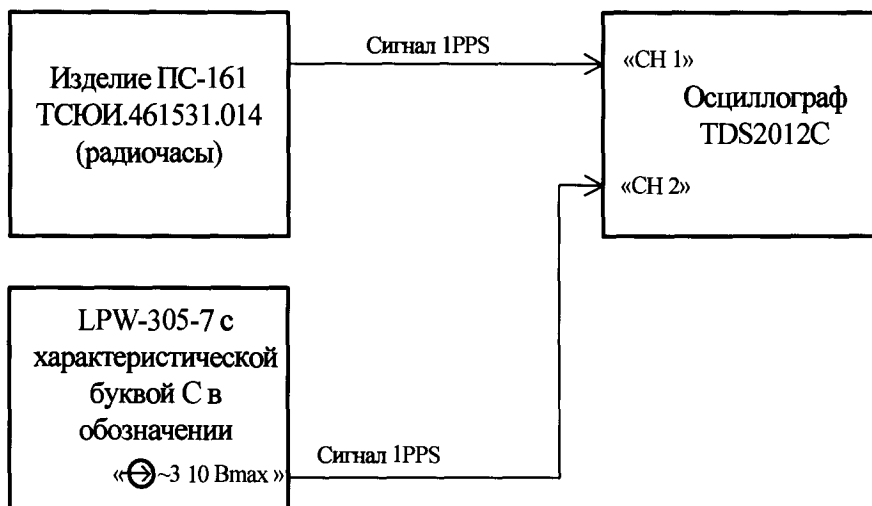 Изделие ПС-161
ТСЮИ.461531.014
(радиочасы)
Сигнал 1PPS
«CH 1»
Осциллограф
TDS2012C
«CH 2»
LPW-305-7 с
характеристической
буквой С в
обозначении
« ~3 10 Вmax »
Сигнал 1PPS